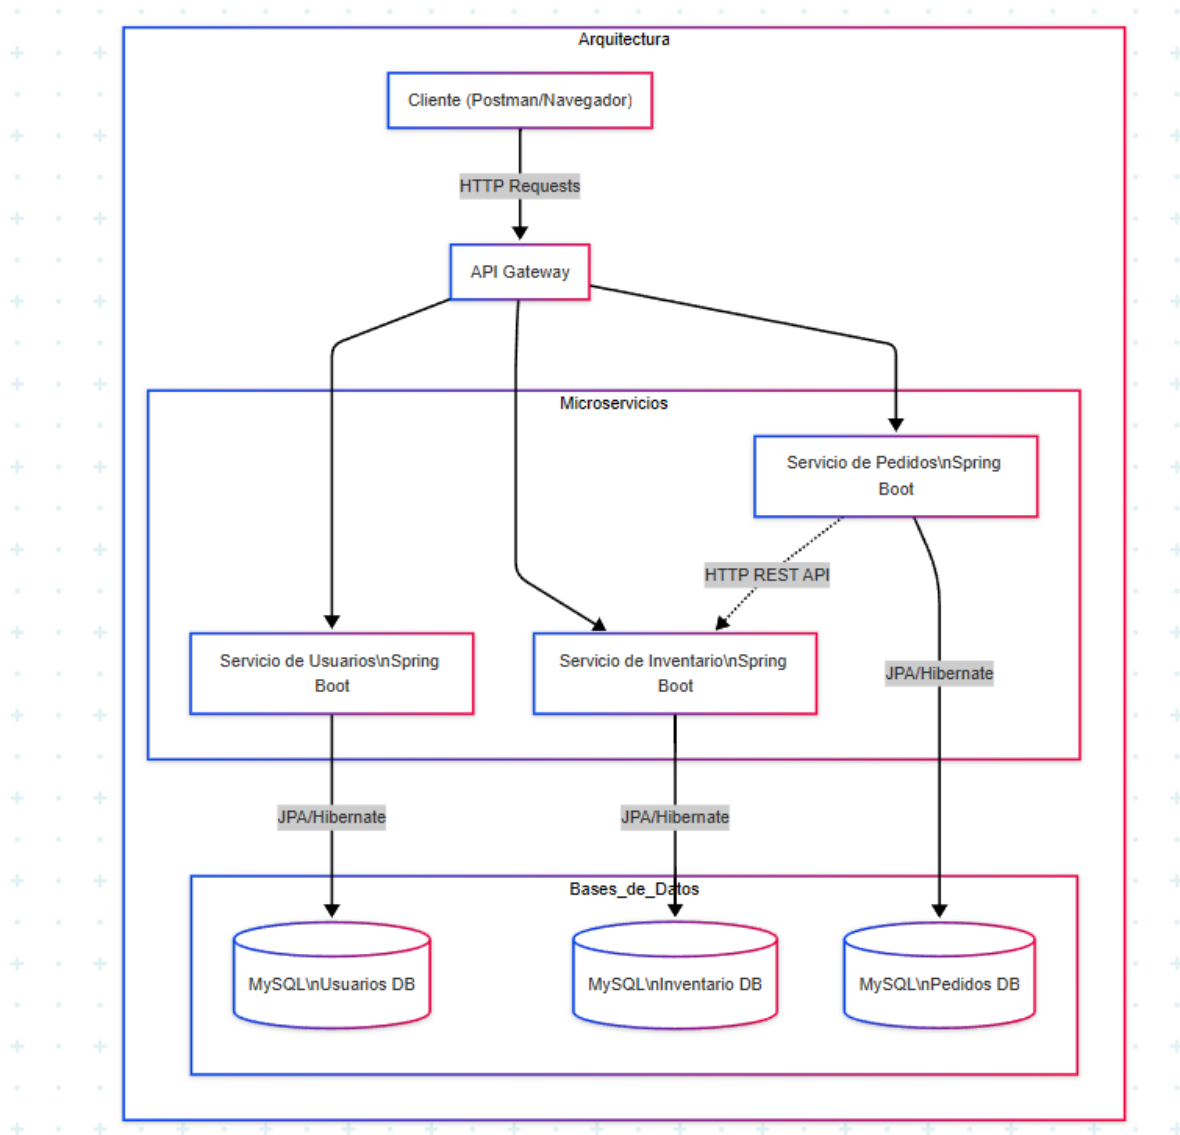 Arquitectura
Cliente (Postman/Navegador)
HTTP Requests
API Gateway
Microservicios
Servicio de Pedidos\nSpring
Boot
HTTP REST API
Servicio de Usuarios\nSpring
Boot
Servicio de Inventario\nSpring
Boot
JPA/Hibernate
JPA/Hibernate
JPA/Hibernate
Bases_de_Datos
MySQL\nUsuarios DB
MySQL\nInventario DB
MySQL\nPedidos DB